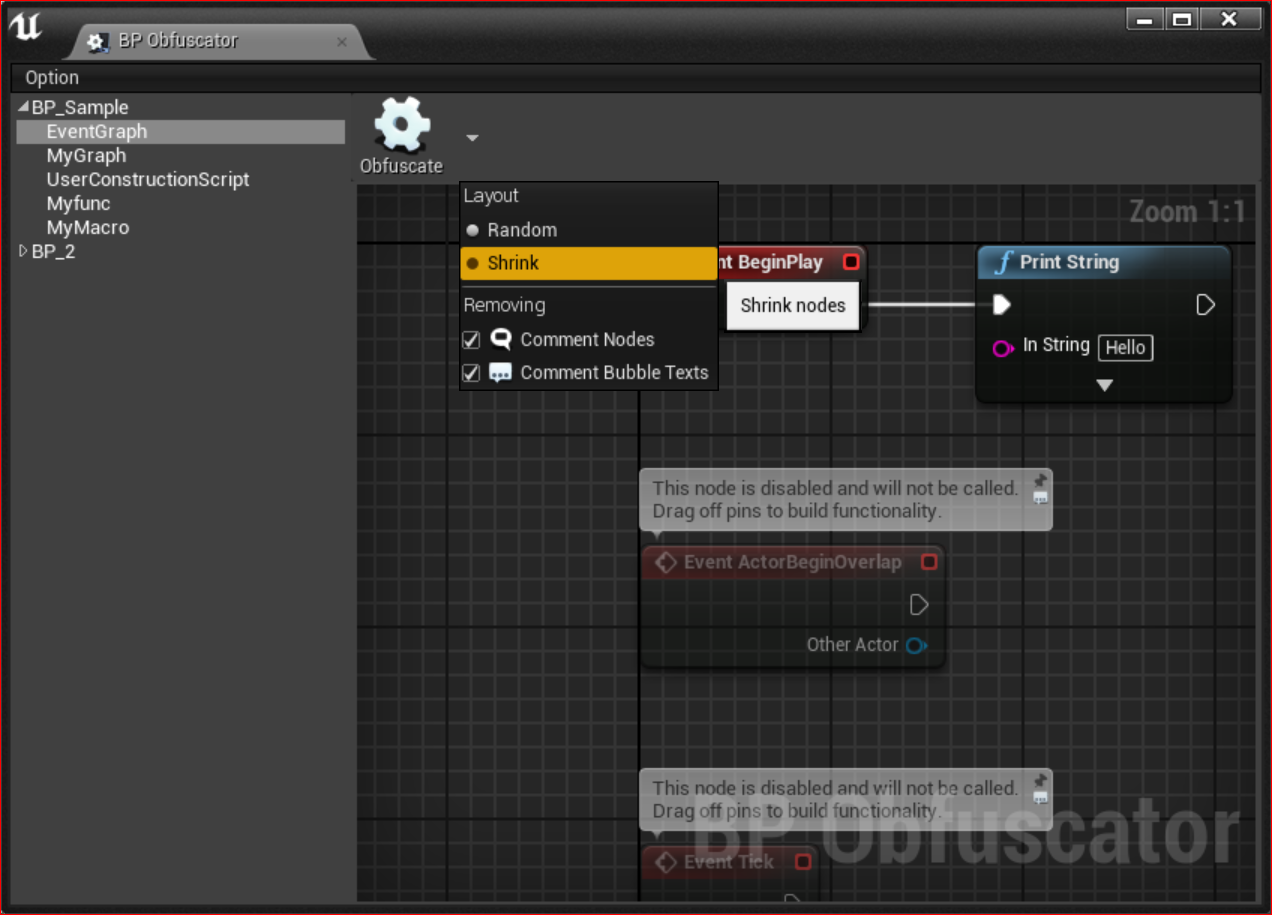 BP Obfuscator
Option
BP_Sample
EventGraph
MyGraph
UserConstructionScript
Myfunc
MyMacro
BP_2
Obfuscate
Layout
Random
Shrink
Removing
Comment Nodes
Comment Bubble Texts
Zoom 1:1
nt BeginPlay
Shrink nodes
f Print String
In String Hello
This node is disabled and will not be called.
Drag off pins to build functionality.
Event ActorBeginOverlap
Other Actor
This node is disabled and will not be called.
Drag off pins to build functionality.
BP Obfuscator
Event Tick